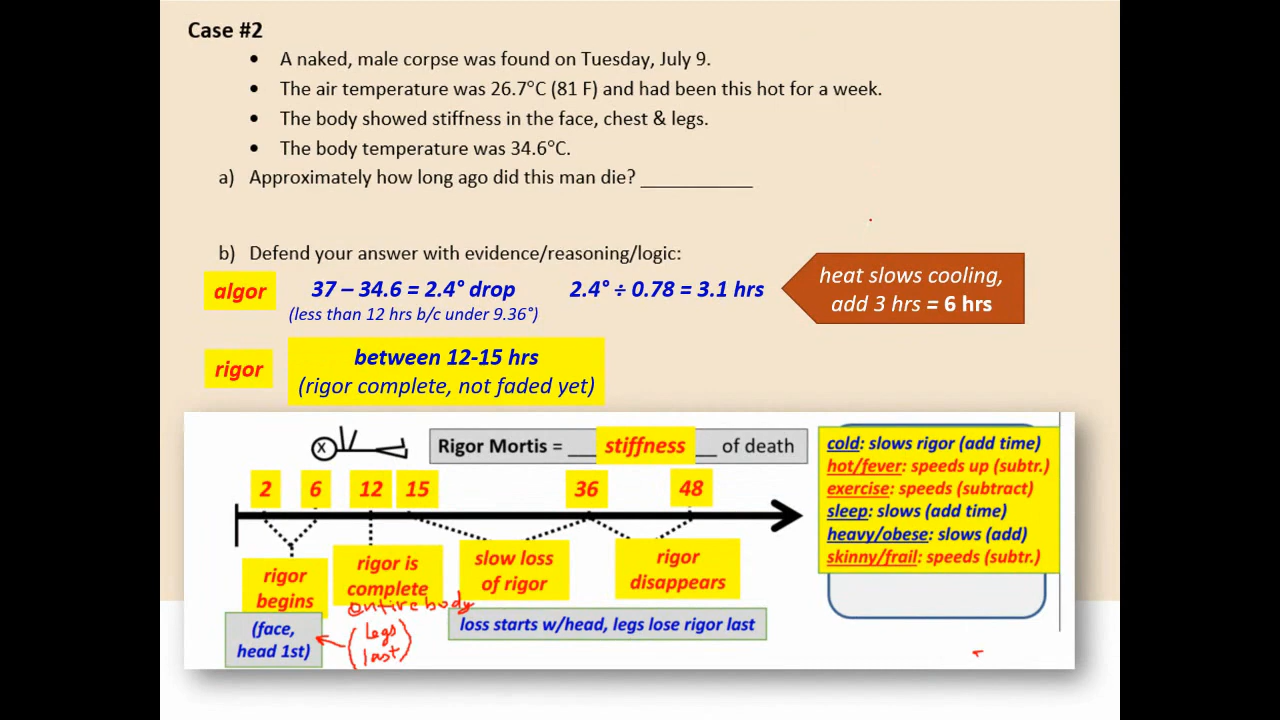 Case #2
• A naked, male corpse was found on Tuesday, July 9.
• The air temperature was 26.7°C (81 F) and had been this hot for a week.
• The body showed stiffness in the face, chest & legs.
• The body temperature was 34.6°C.
a) Approximately how long ago did this man die? ___________
b) Defend your answer with evidence/reasoning/logic:
algor 37 – 34.6 = 2.4° drop 2.4° ÷ 0.78 = 3.1 hrs
(less than 12 hrs b/c under 9.36°)
heat slows cooling,
add 3 hrs = 6 hrs
rigor between 12-15 hrs
(rigor complete, not faded yet)
X
Rigor Mortis = ___ stiffness __ of death
2 6 12 15 36 48
rigor
begins
rigor is
complete
slow loss
of rigor
rigor
disappears
entire body
(face,
head 1st)
(legs
last)
loss starts w/head, legs lose rigor last
cold: slows rigor (add time)
hot/fever: speeds up (subtr.)
exercise: speeds (subtract)
sleep: slows (add time)
heavy/obese: slows (add)
skinny/frail: speeds (subtr.)